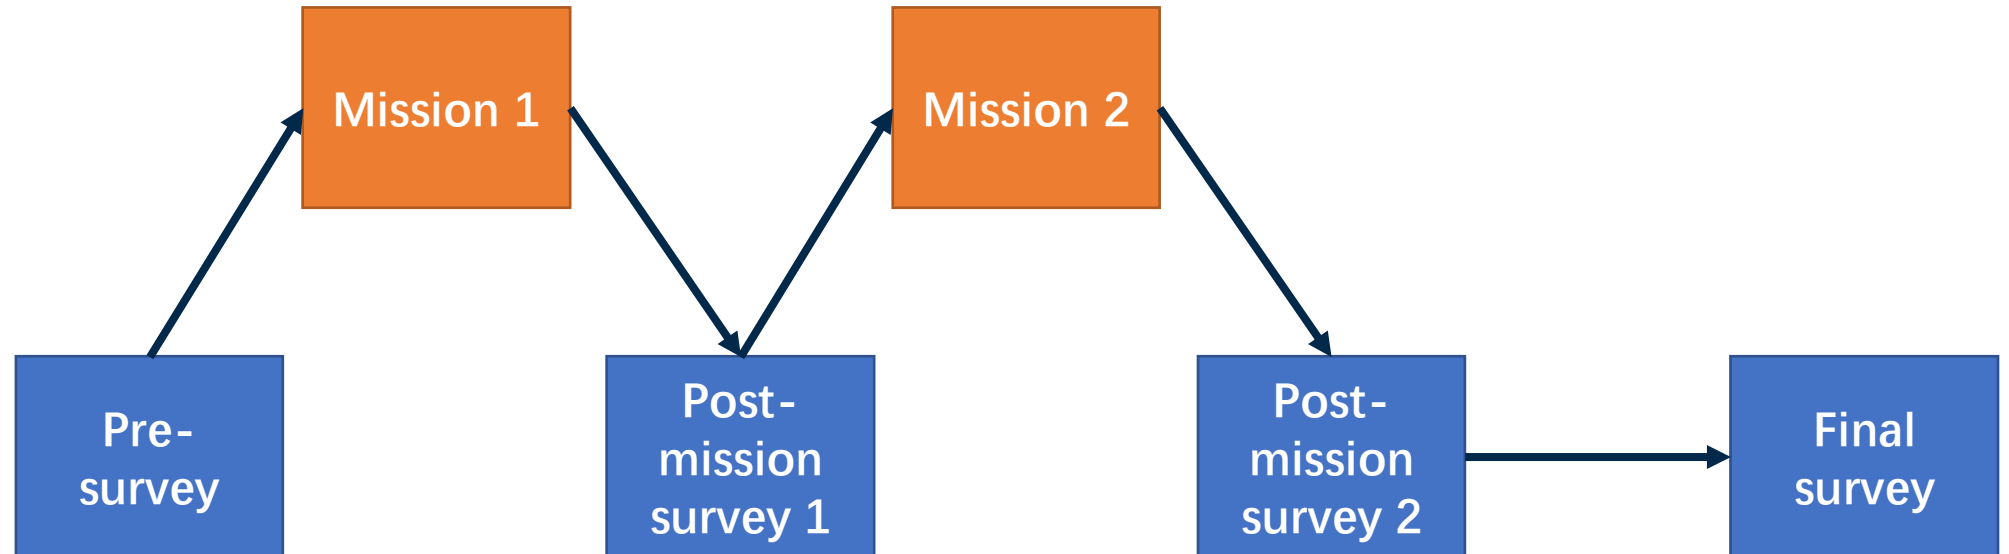 Mission 1
Mission 2
Pre-
survey
Post-
mission
survey 1
Post-
mission
survey 2
Final
survey